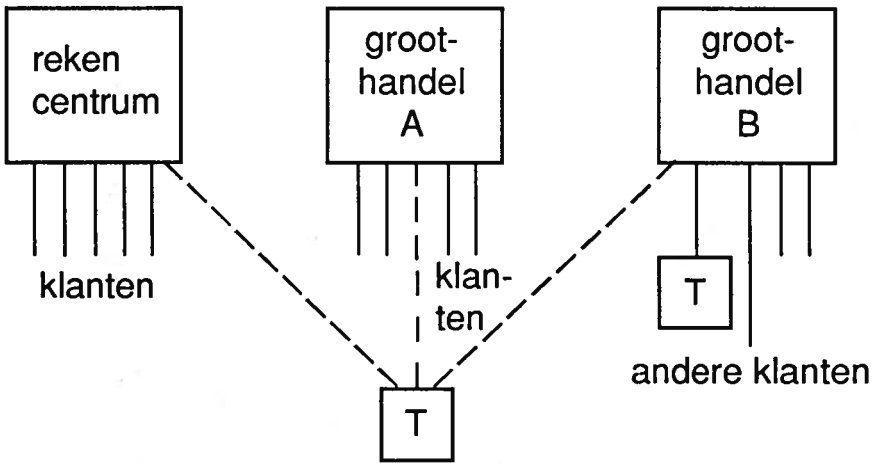 reken
centrum
groot-
handel
A
groot-
handel
B
klanten
klan-
ten
T
andere klanten
T